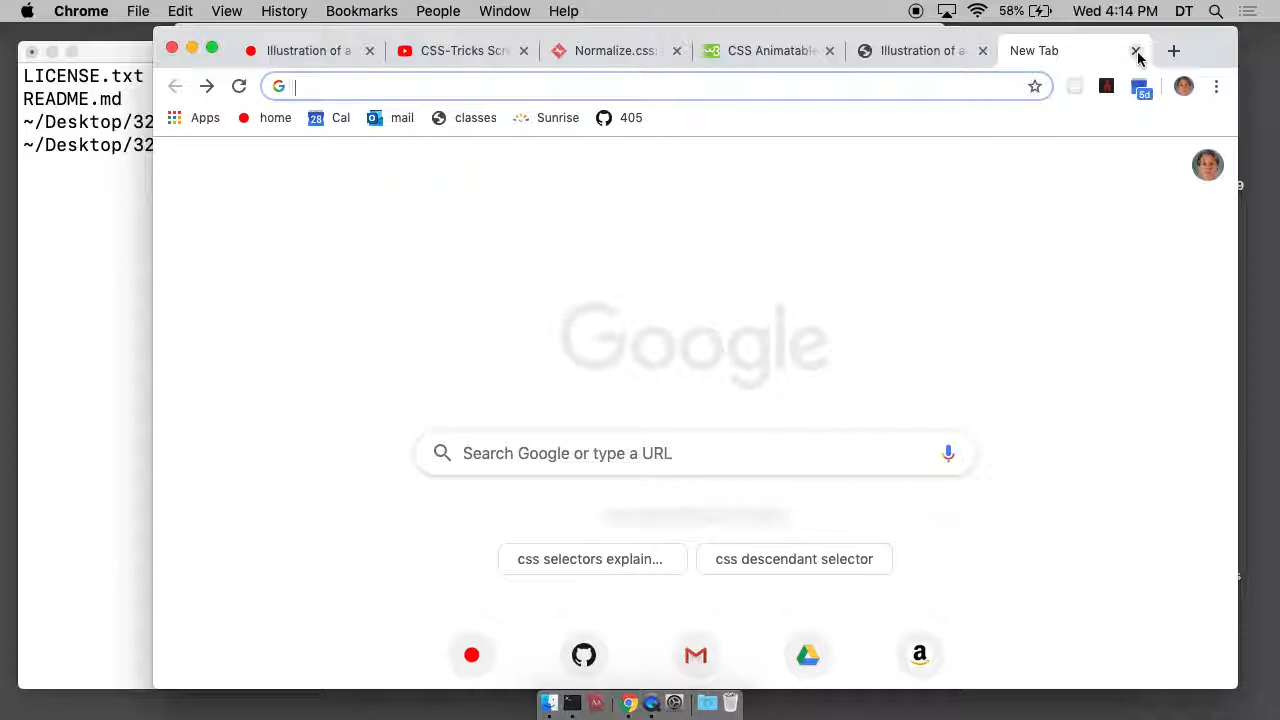 Chrome File Edit View History Bookmarks People Window Help 58% Wed 4:14 PM DT
LICENSE.txt
README.md
~/Desktop/32
~/Desktop/32
Illustration of a CSS-Tricks Scr Normalize.css: CSS Animatabl Illustration of a New Tab
5d
Apps home 28 Cal mail classes Sunrise 405
Google
Search Google or type a URL
css selectors explain... css descendant selector